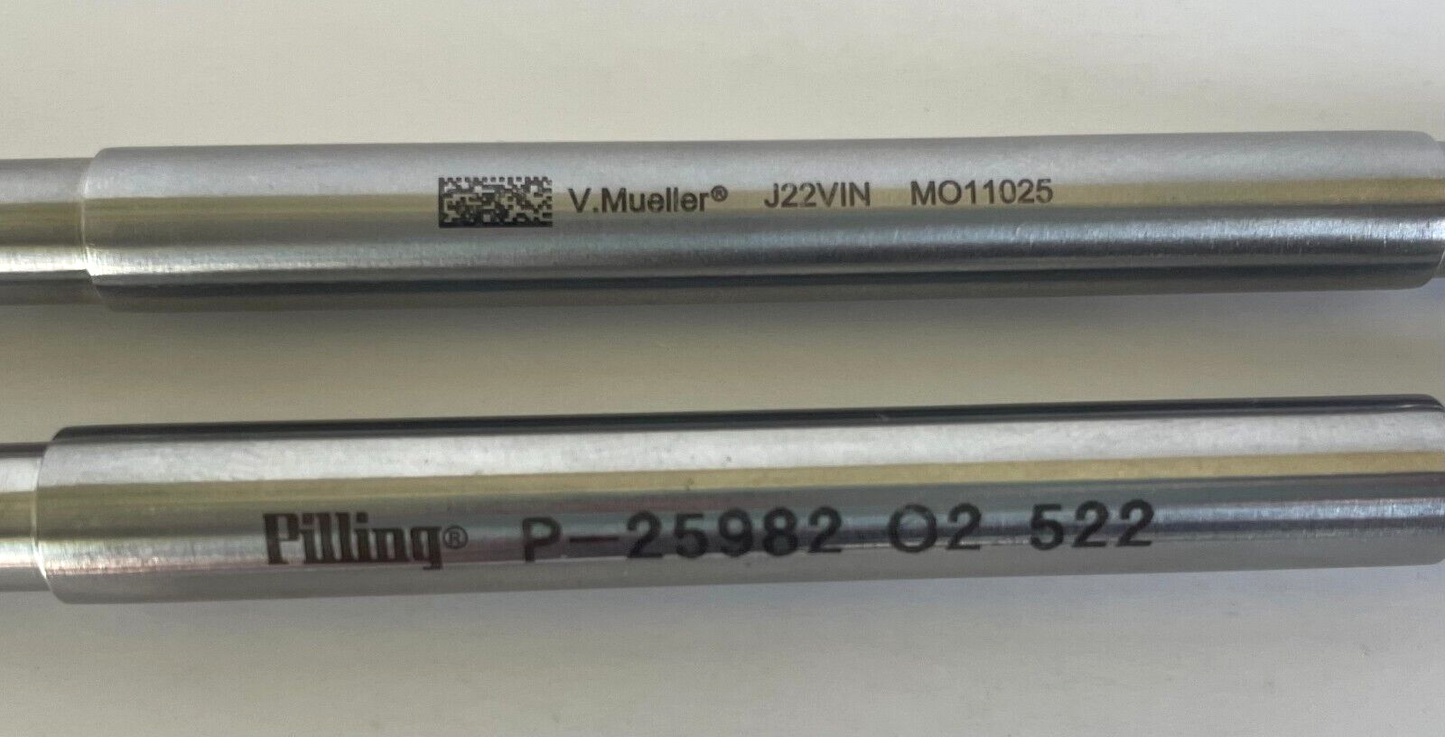 V.Mueller® J22VIN MO11025
Pilling® P-25982 O2 522